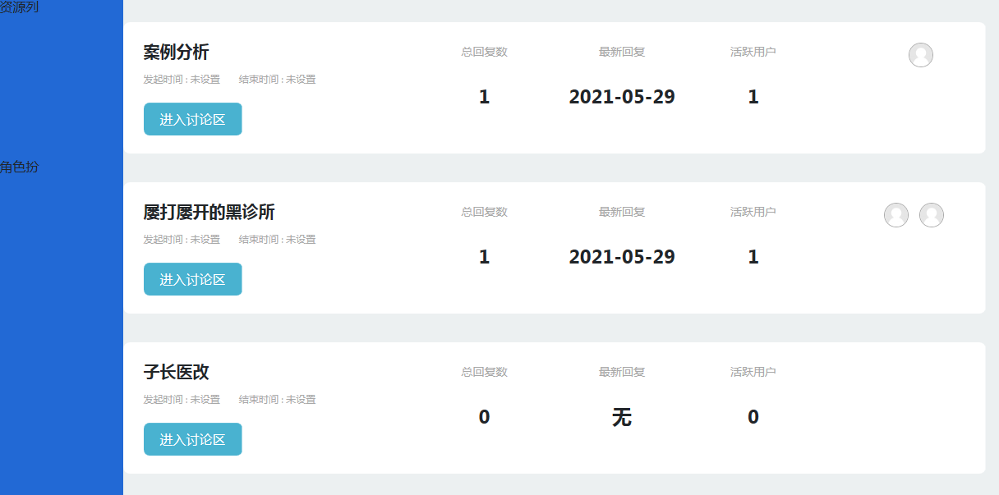 资源列
案例分析
发起时间 : 未设置 结束时间 : 未设置
进入讨论区
总回复数 最新回复 活跃用户
1 2021-05-29 1
角色扮
屡打屡开的黑诊所
发起时间 : 未设置 结束时间 : 未设置
进入讨论区
总回复数 最新回复 活跃用户
1 2021-05-29 1
子长医改
发起时间 : 未设置 结束时间 : 未设置
进入讨论区
总回复数 最新回复 活跃用户
0 无 0